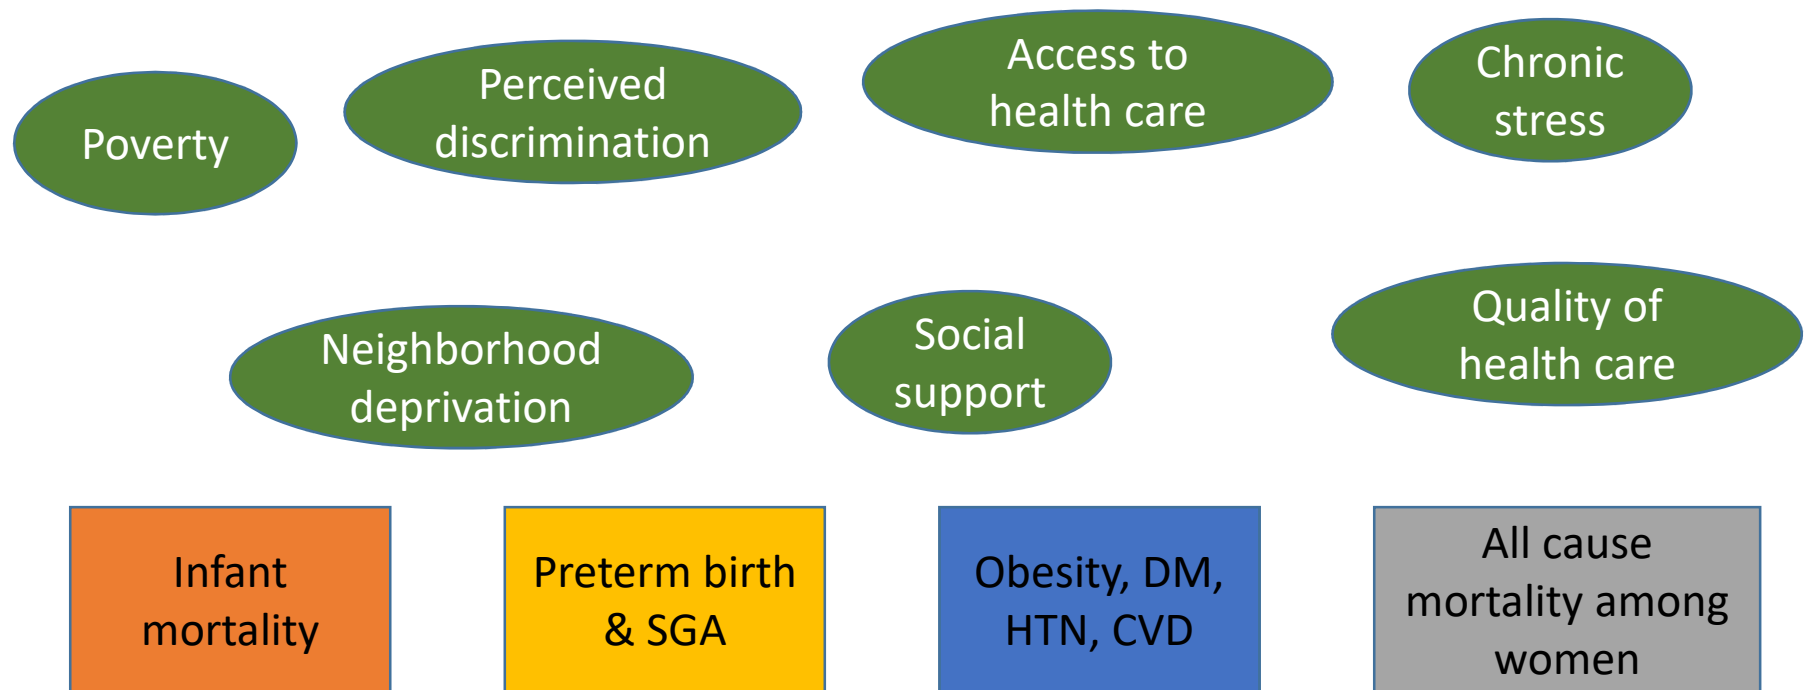 Poverty
Perceived
discrimination
Access to
health care
Chronic
stress
Neighborhood
deprivation
Social
support
Quality of
health care
Infant
mortality
Preterm birth
& SGA
Obesity, DM,
HTN, CVD
All cause
mortality among
women